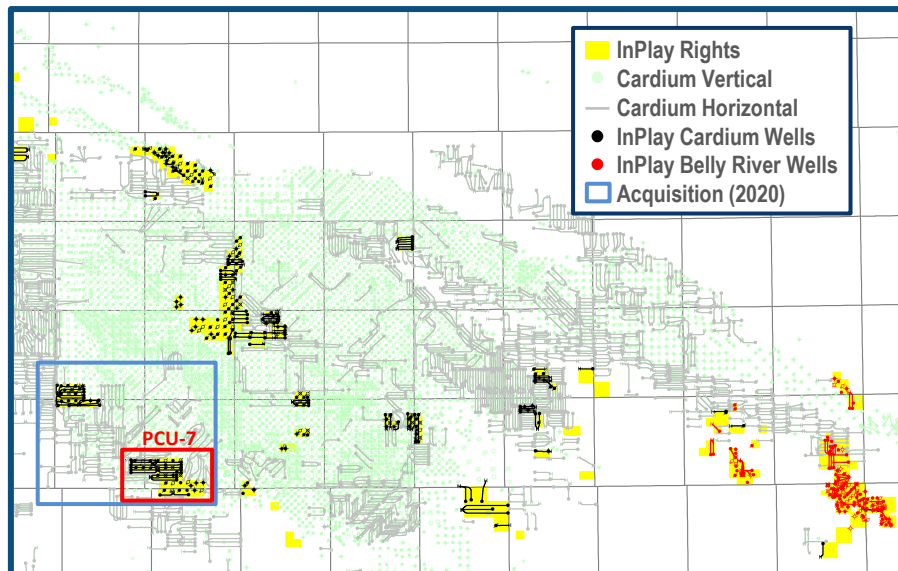 InPlay Rights
Cardium Vertical
Cardium Horizontal
InPlay Cardium Wells
InPlay Belly River Wells
Acquisition (2020)
PCU-7